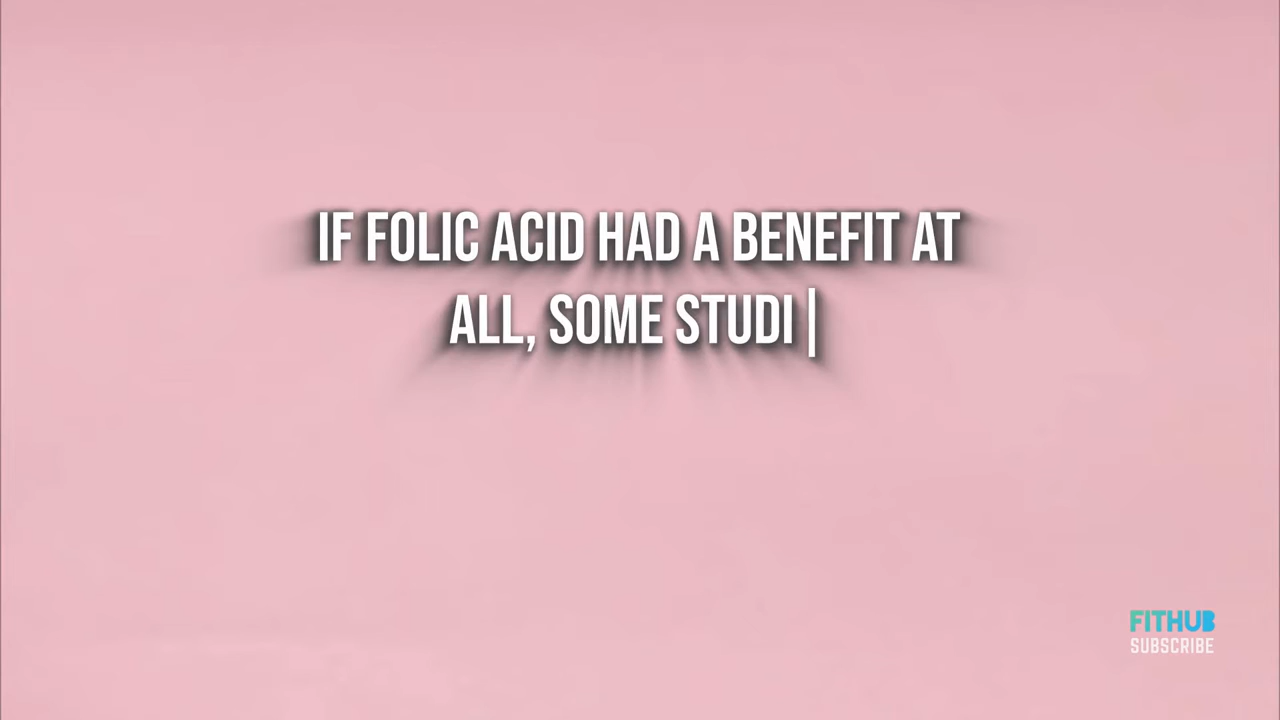 IF FOLIC ACID HAD A BENEFIT AT
ALL, SOME STUDI
FITHUB
SUBSCRIBE